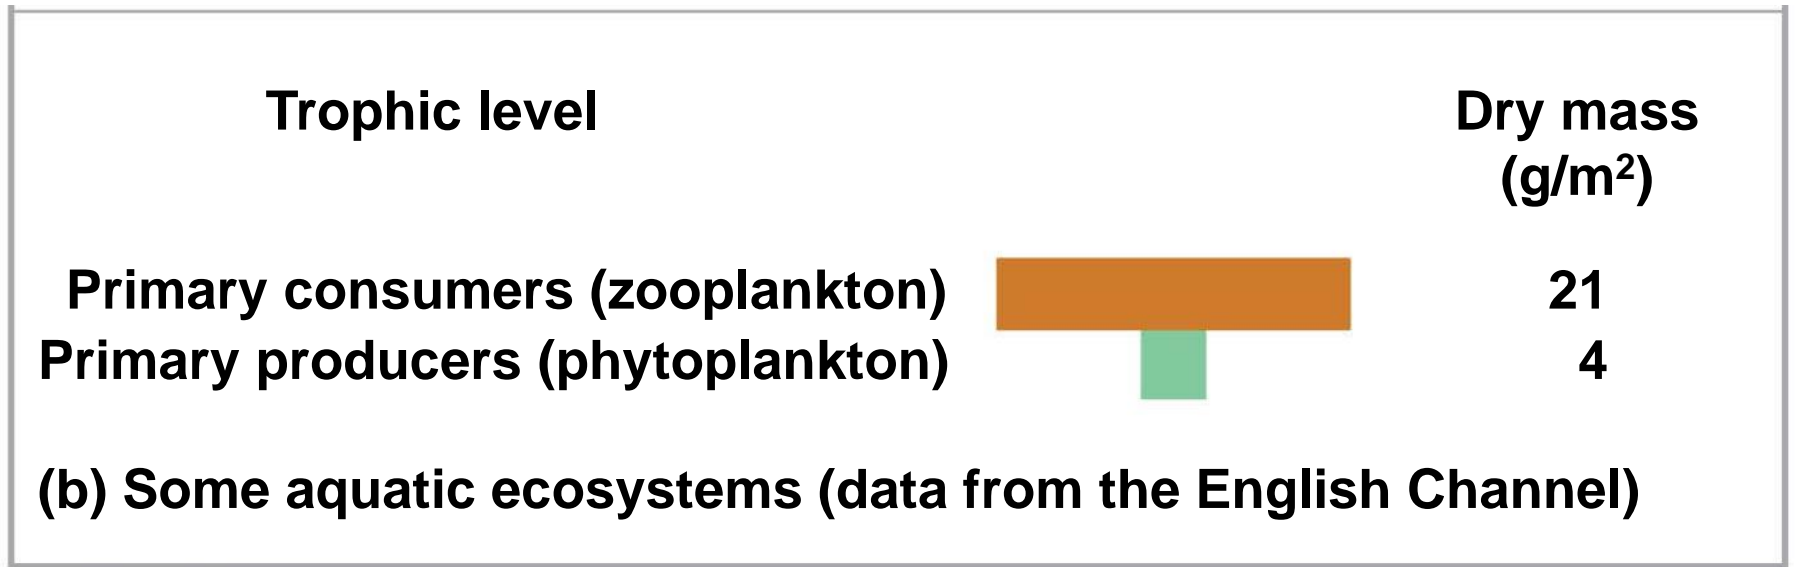 Trophic level Dry mass
(g/m²)
Primary consumers (zooplankton) 21
Primary producers (phytoplankton) 4
(b) Some aquatic ecosystems (data from the English Channel)